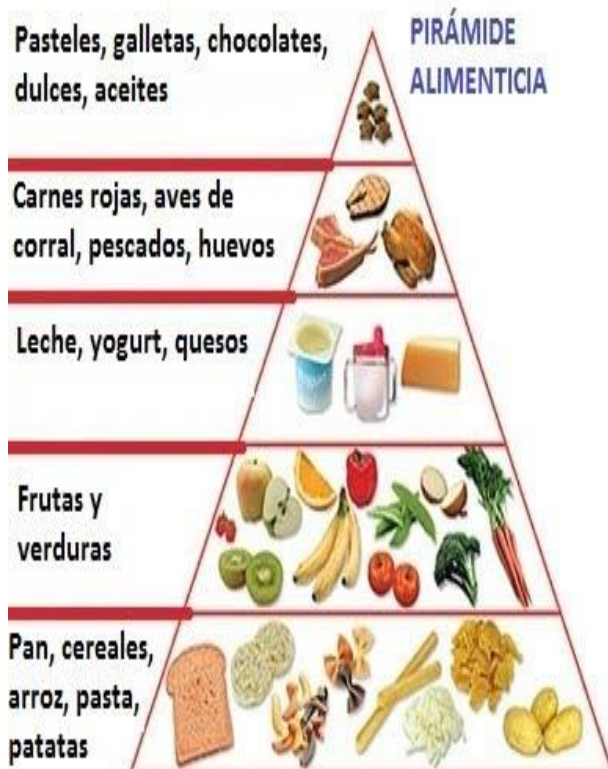 PIRÁMIDE
ALIMENTICIA
Pasteles, galletas, chocolates,
dulces, aceites
Carnes rojas, aves de
corral, pescados, huevos
Leche, yogurt, quesos
Frutas y
verduras
Pan, cereales,
arroz, pasta,
patatas